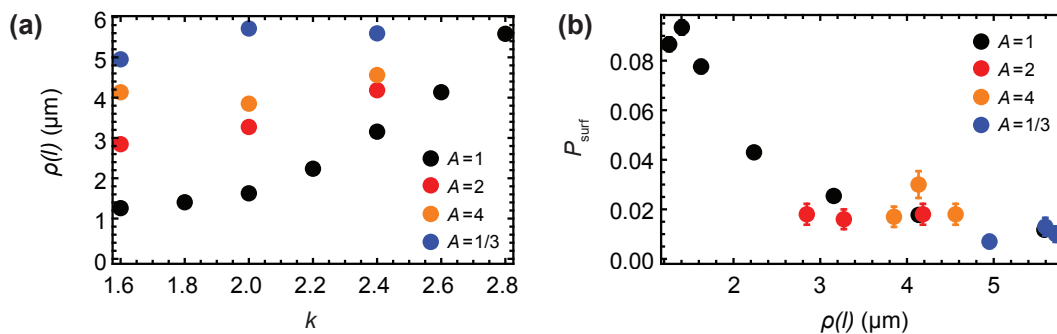 (a)
ρ(l) (μm)
6
5
4
3
2
1
0
1.6 1.8 2.0 2.2 2.4 2.6 2.8
k
A=1
A=2
A=4
A=1/3
(b)
P_surf
0.08
0.06
0.04
0.02
0.00
2 3 4 5
ρ(l) (μm)
A=1
A=2
A=4
A=1/3